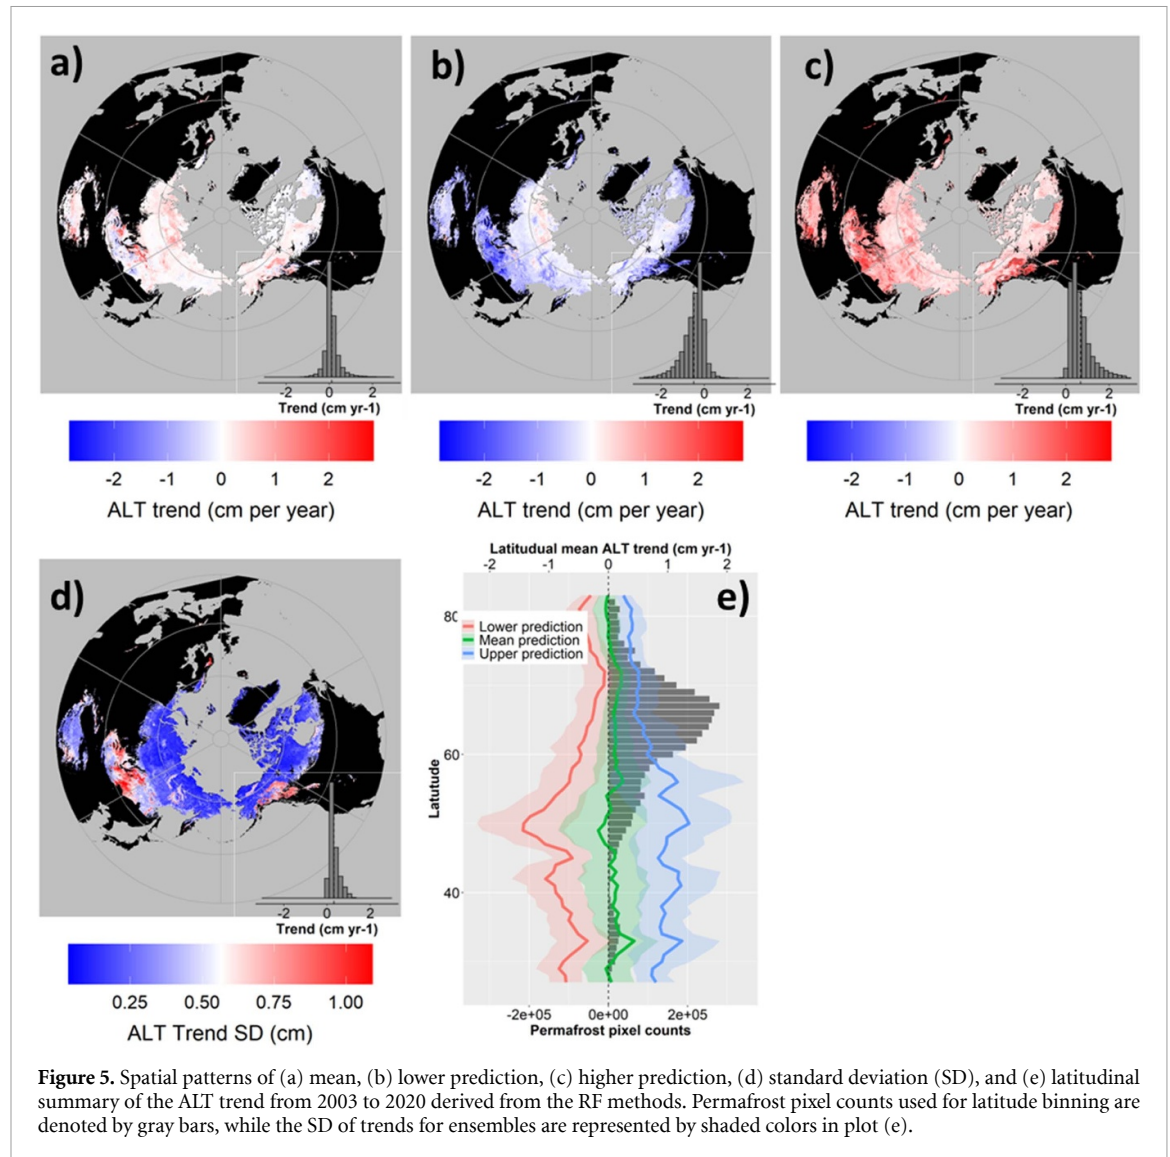 a)
b)
c)
-2 0 2
Trend (cm yr-1)
-2 0 2
Trend (cm yr-1)
-2 0 2
Trend (cm yr-1)
-2 -1 0 1 2
ALT trend (cm per year)
-2 -1 0 1 2
ALT trend (cm per year)
-2 -1 0 1 2
ALT trend (cm per year)
d)
-2 0 2
Trend (cm yr-1)
0.25 0.50 0.75 1.00
ALT Trend SD (cm)
Latitudual mean ALT trend (cm yr-1)
-2 -1 0 1 2
e)
80
Lower prediction
Mean prediction
Upper prediction
60
Latutude
40
-2e+05 0e+00 2e+05
Permafrost pixel counts
Figure 5. Spatial patterns of (a) mean, (b) lower prediction, (c) higher prediction, (d) standard deviation (SD), and (e) latitudinal
summary of the ALT trend from 2003 to 2020 derived from the RF methods. Permafrost pixel counts used for latitude binning are
denoted by gray bars, while the SD of trends for ensembles are represented by shaded colors in plot (e).